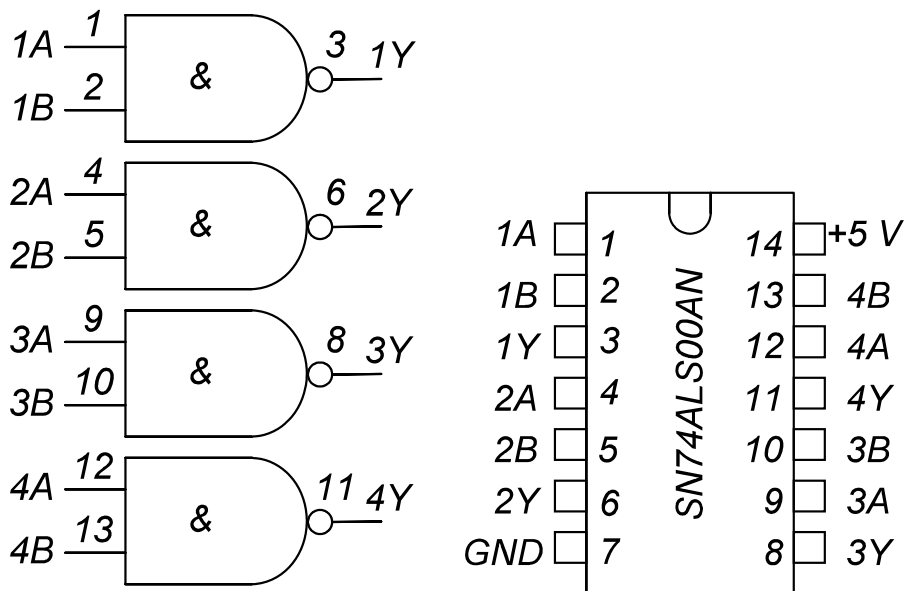 1A 1 & 3 1Y
1B 2
2A 4 & 6 2Y
2B 5
3A 9 & 8 3Y
3B 10
4A 12 & 11 4Y
4B 13
1A 1 14 +5 V
1B 2 13 4B
1Y 3 12 4A
2A 4 11 4Y
2B 5 10 3B
2Y 6 9 3A
GND 7 8 3Y
SN74ALS00AN